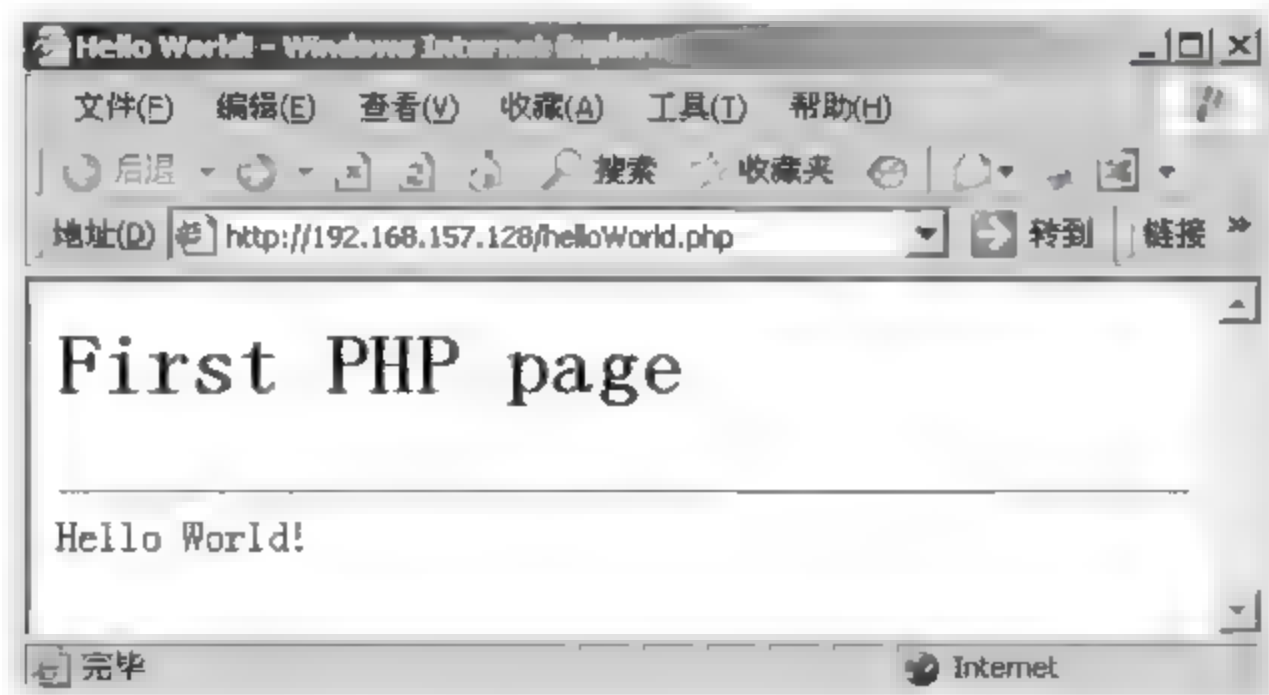 Hello World! - Windows Internet Explorer
文件(F) 编辑(E) 查看(V) 收藏(A) 工具(T) 帮助(H)
后退 搜索 收藏夹
地址(D) http://192.168.157.128/helloWorld.php 转到 链接 »
First PHP page
Hello World!
完毕 Internet